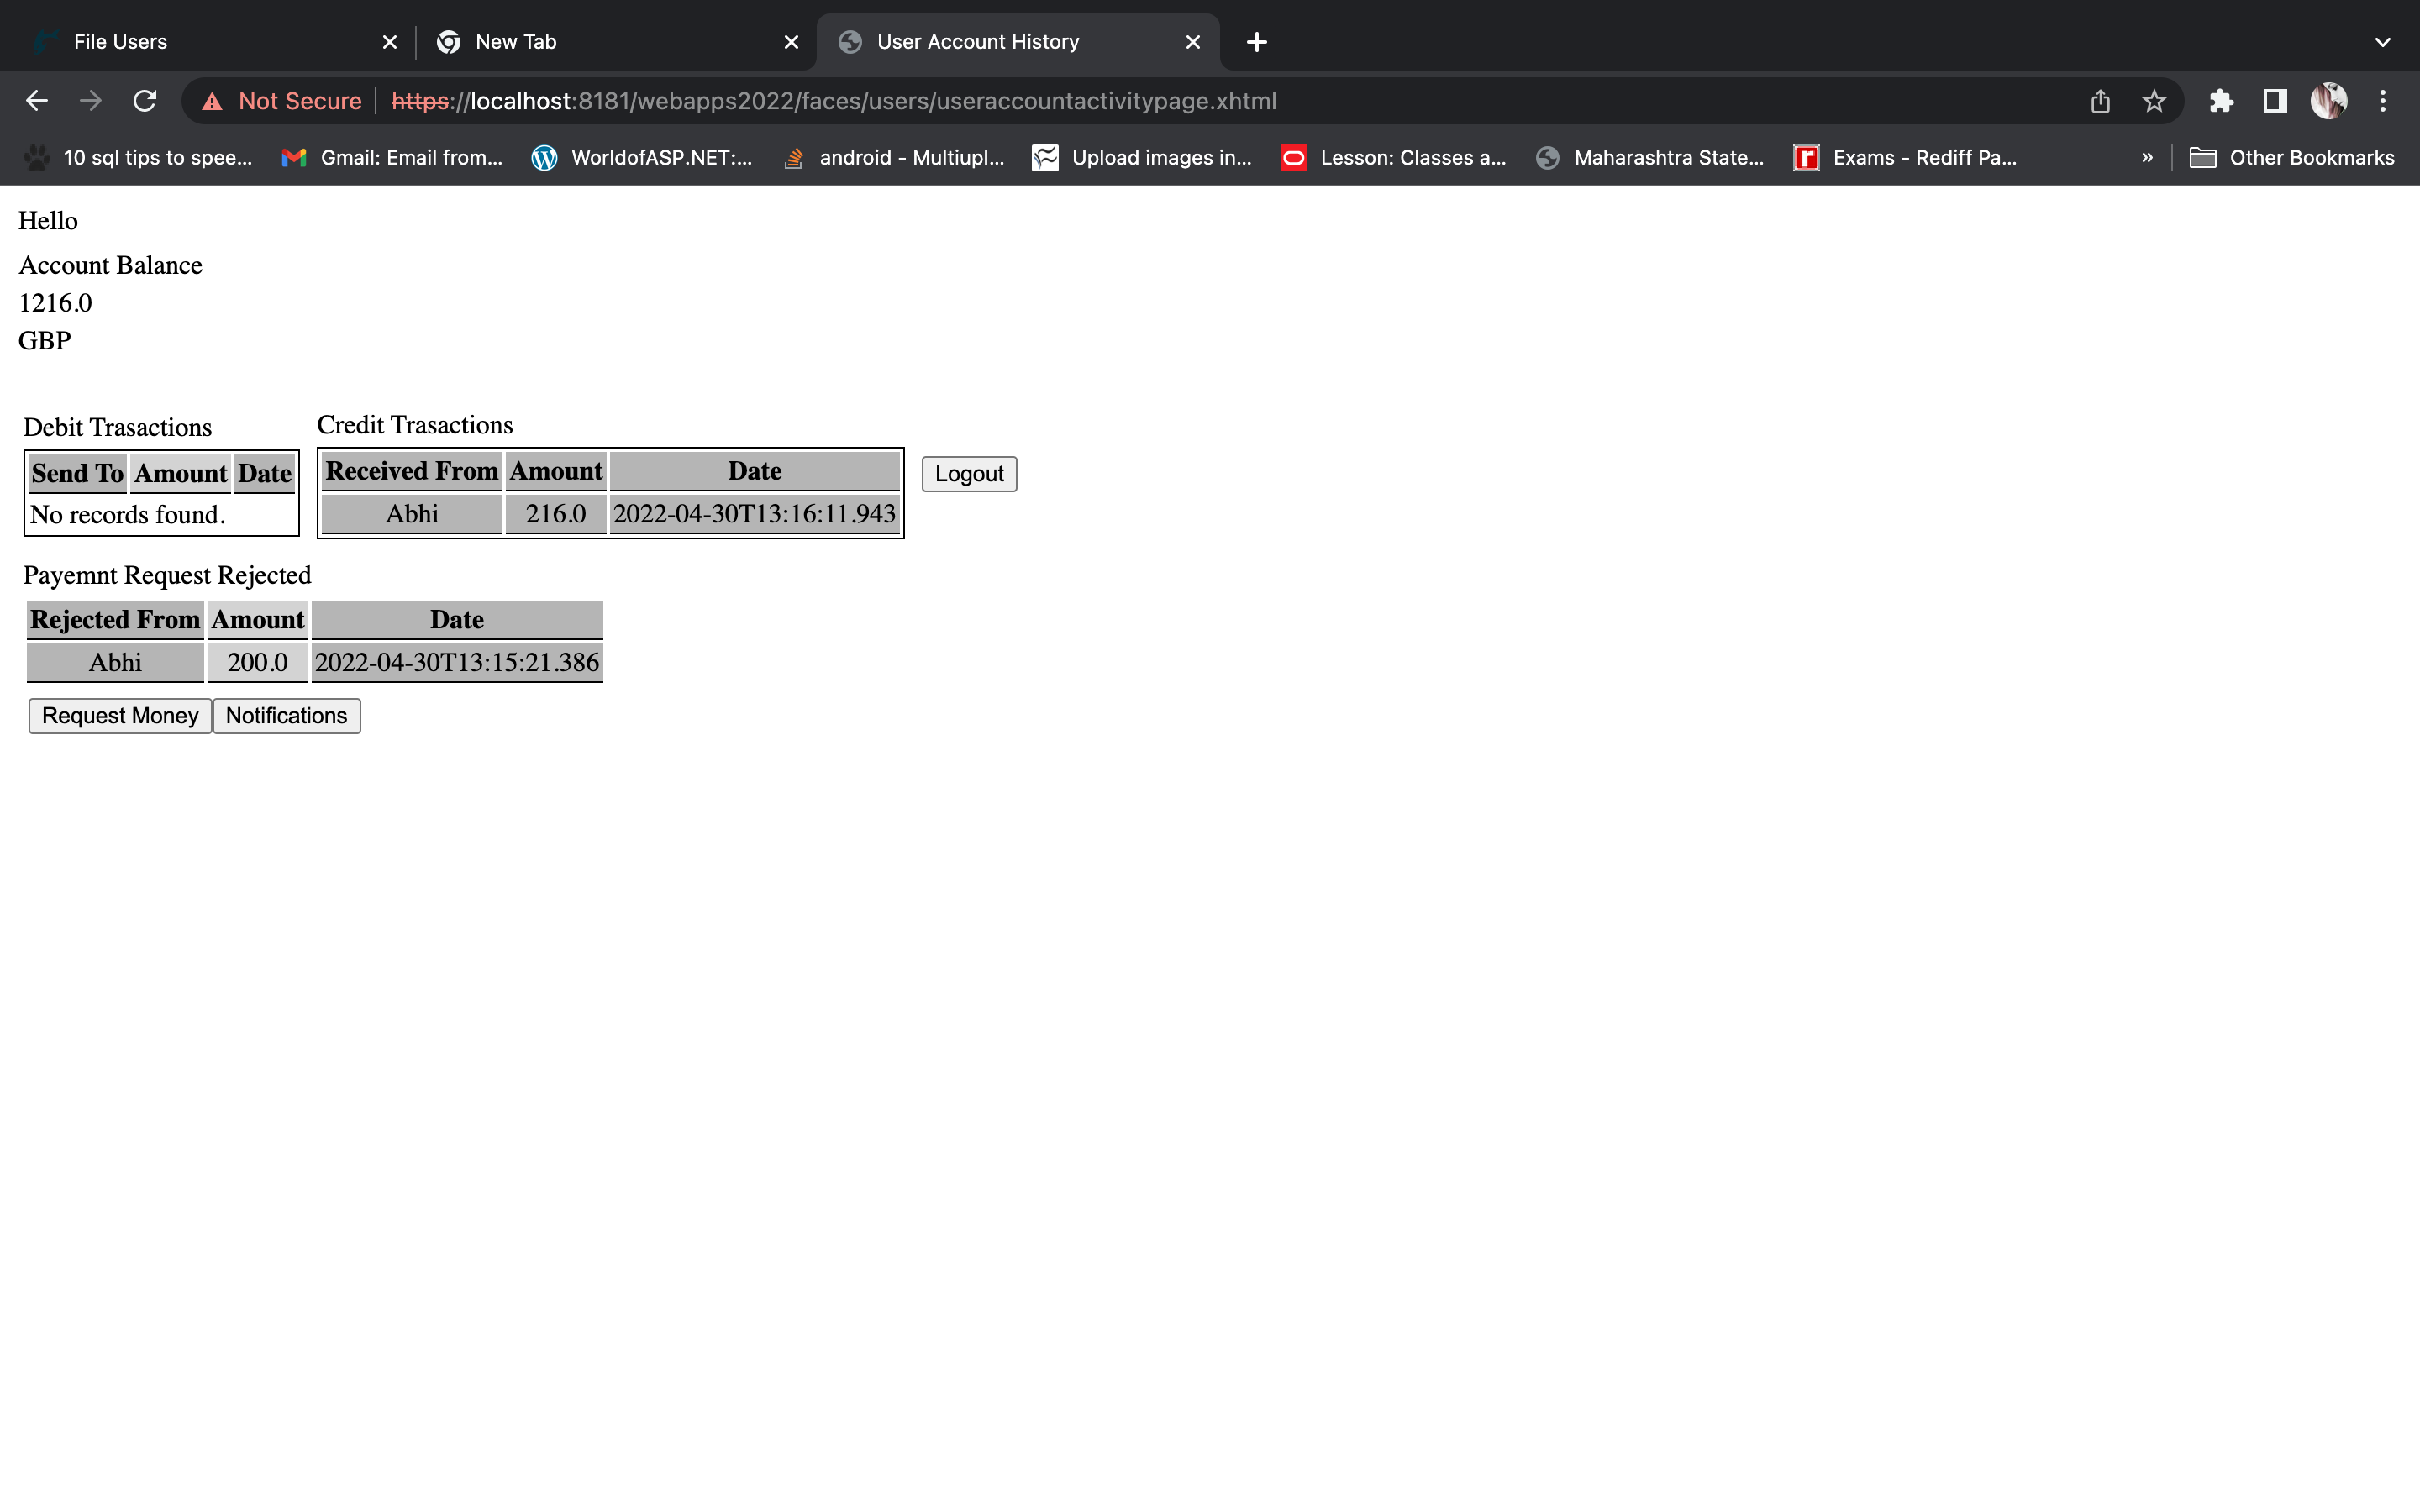 File Users
New Tab
User Account History
Not Secure https://localhost:8181/webapps2022/faces/users/useraccountactivitypage.xhtml
10 sql tips to spee... Gmail: Email from... WorldofASP.NET:... android - Multiupl... Upload images in... Lesson: Classes a... Maharashtra State... Exams - Rediff Pa... » Other Bookmarks
Hello
Account Balance
1216.0
GBP
Debit Trasactions
Send To Amount Date
No records found.
Credit Trasactions
Received From Amount Date
Abhi 216.0 2022-04-30T13:16:11.943
Logout
Payemnt Request Rejected
Rejected From Amount Date
Abhi 200.0 2022-04-30T13:15:21.386
Request Money Notifications